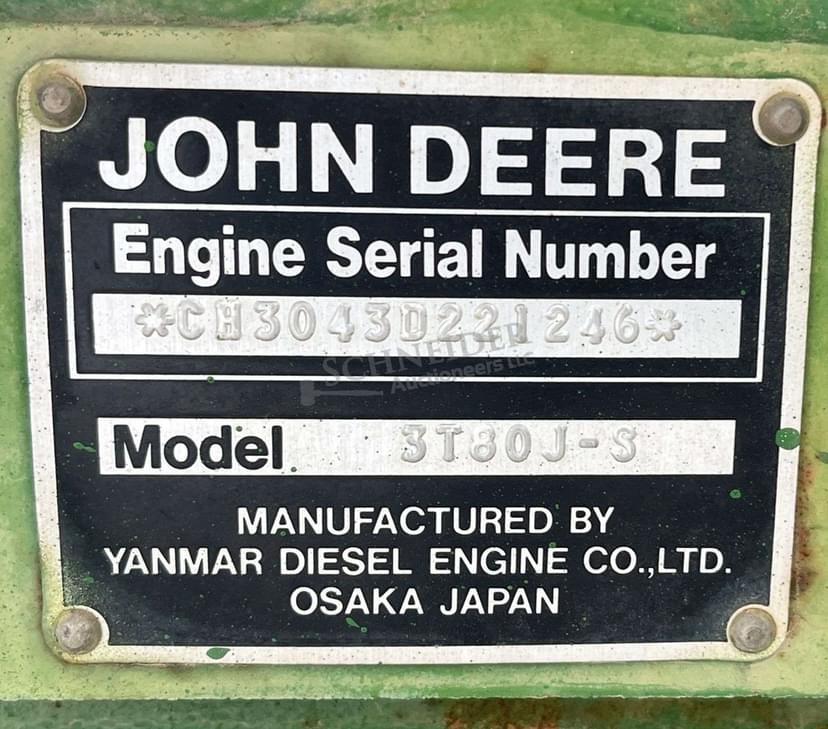 JOHN DEERE
Engine Serial Number
*CH3043D221246*
SCHNEIDER
Auctioneers LLC
Model 3T80J-S
MANUFACTURED BY
YANMAR DIESEL ENGINE CO.,LTD.
OSAKA JAPAN